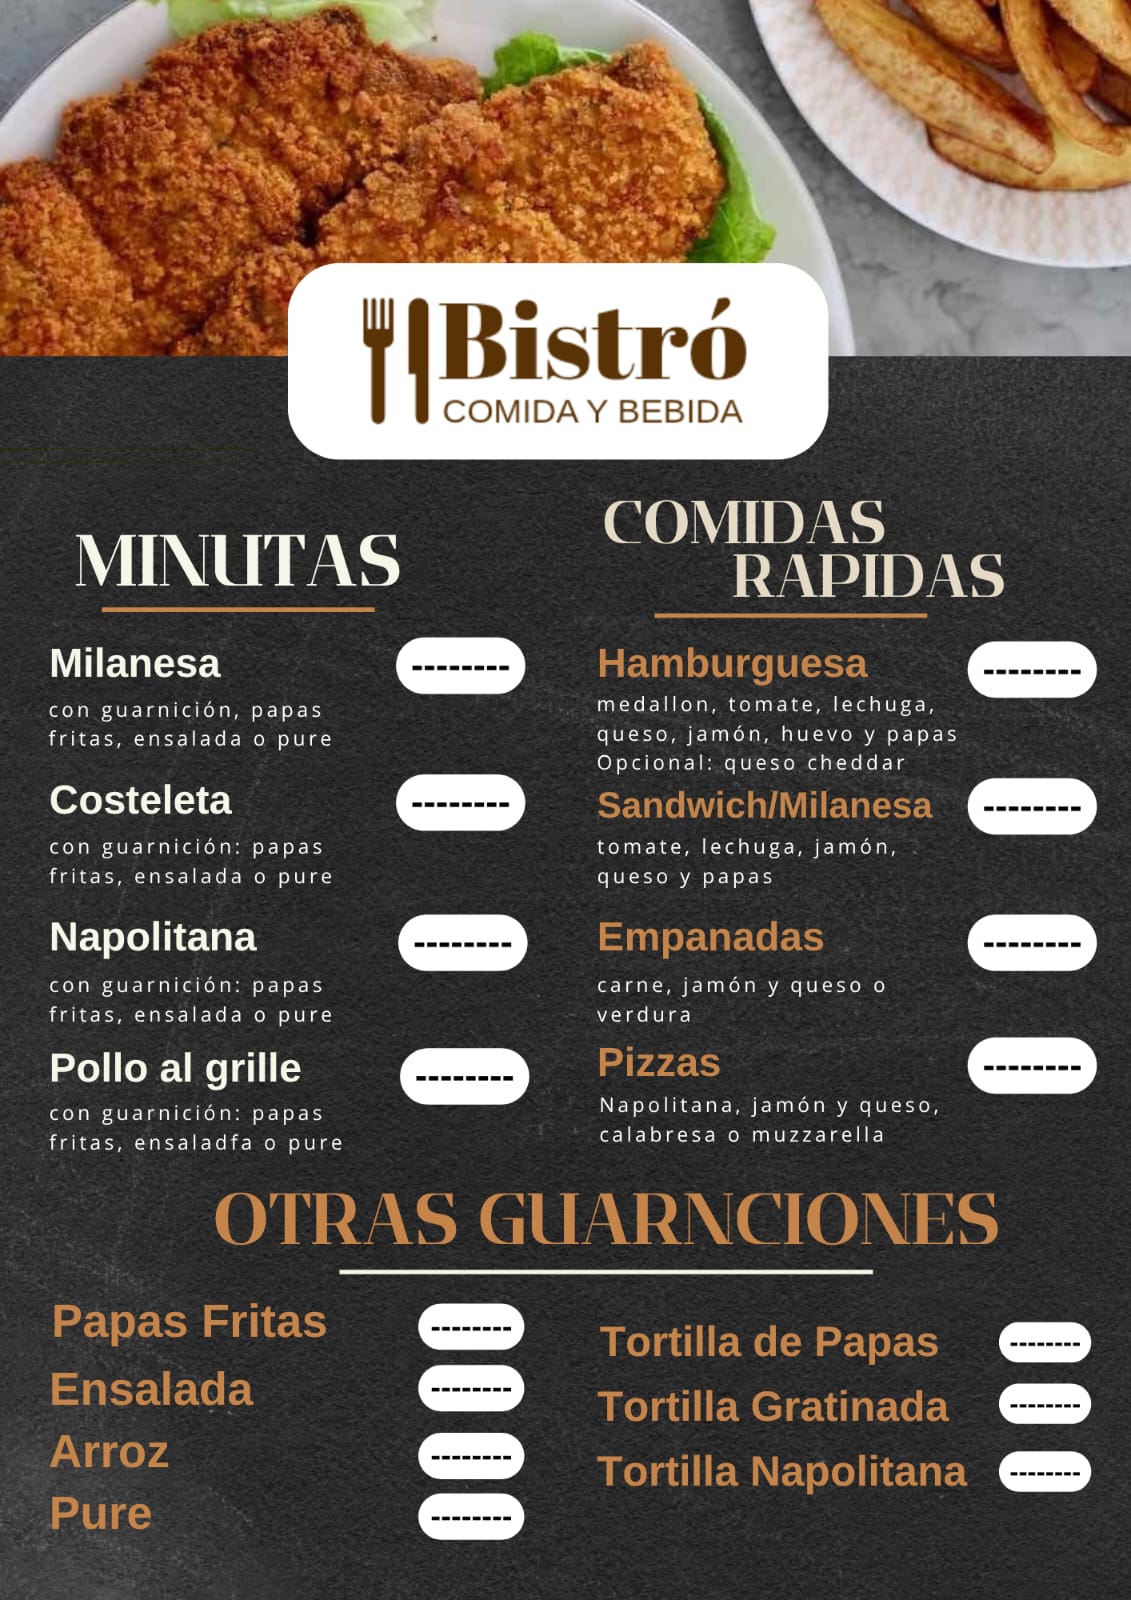 Bistró
COMIDA Y BEBIDA
MINUTAS
Milanesa --------
con guarnición, papas
fritas, ensalada o pure
Costeleta --------
con guarnición: papas
fritas, ensalada o pure
Napolitana --------
con guarnición: papas
fritas, ensalada o pure
Pollo al grille --------
con guarnición: papas
fritas, ensaladfa o pure
COMIDAS
RAPIDAS
Hamburguesa --------
medallon, tomate, lechuga,
queso, jamón, huevo y papas
Opcional: queso cheddar
Sandwich/Milanesa --------
tomate, lechuga, jamón,
queso y papas
Empanadas --------
carne, jamón y queso o
verdura
Pizzas --------
Napolitana, jamón y queso,
calabresa o muzzarella
OTRAS GUARNCIONES
Papas Fritas --------
Ensalada --------
Arroz --------
Pure --------
Tortilla de Papas --------
Tortilla Gratinada --------
Tortilla Napolitana --------